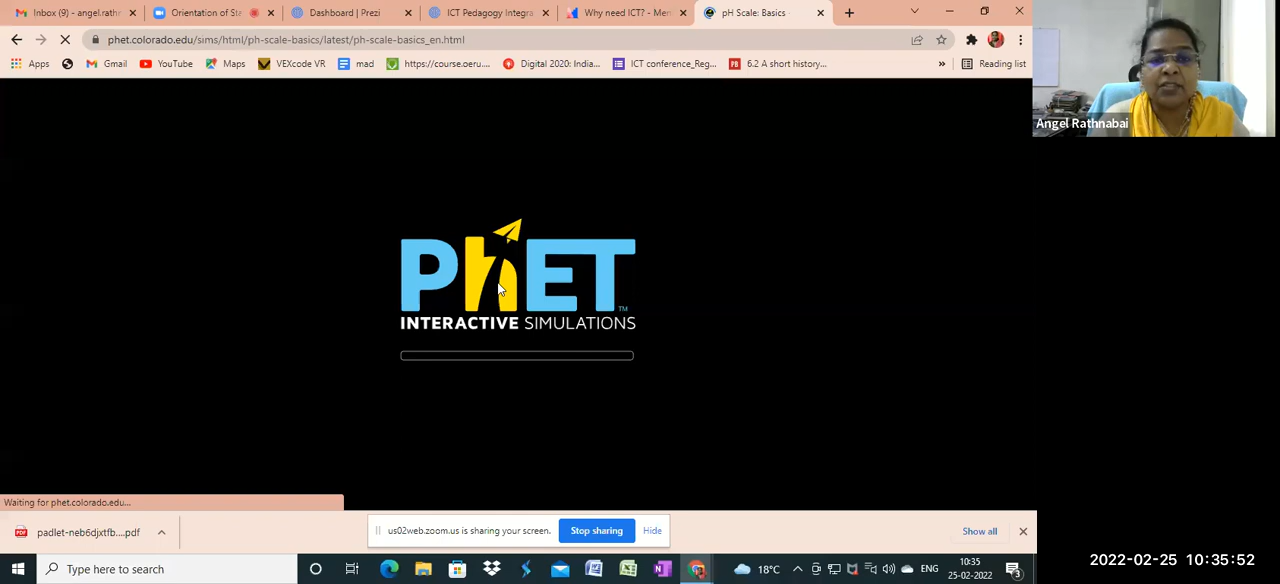 Inbox (9) - angel.rathn
Orientation of Sta
Dashboard | Prezi
ICT Pedagogy Integra
Why need ICT? - Men
pH Scale: Basics
phet.colorado.edu/sims/html/ph-scale-basics/latest/ph-scale-basics_en.html
Apps
Gmail
YouTube
Maps
VEXcode VR
mad
https://course.oeru....
Digital 2020: India...
ICT conference_Reg...
6.2 A short history...
»
Reading list
Angel Rathnabai
PhET
TM
INTERACTIVE SIMULATIONS
Waiting for phet.colorado.edu...
padlet-neb6djxtfb....pdf
us02web.zoom.us is sharing your screen.
Stop sharing
Hide
Show all
Type here to search
18°C
ENG
10:35
25-02-2022
3
2022-02-25 10:35:52